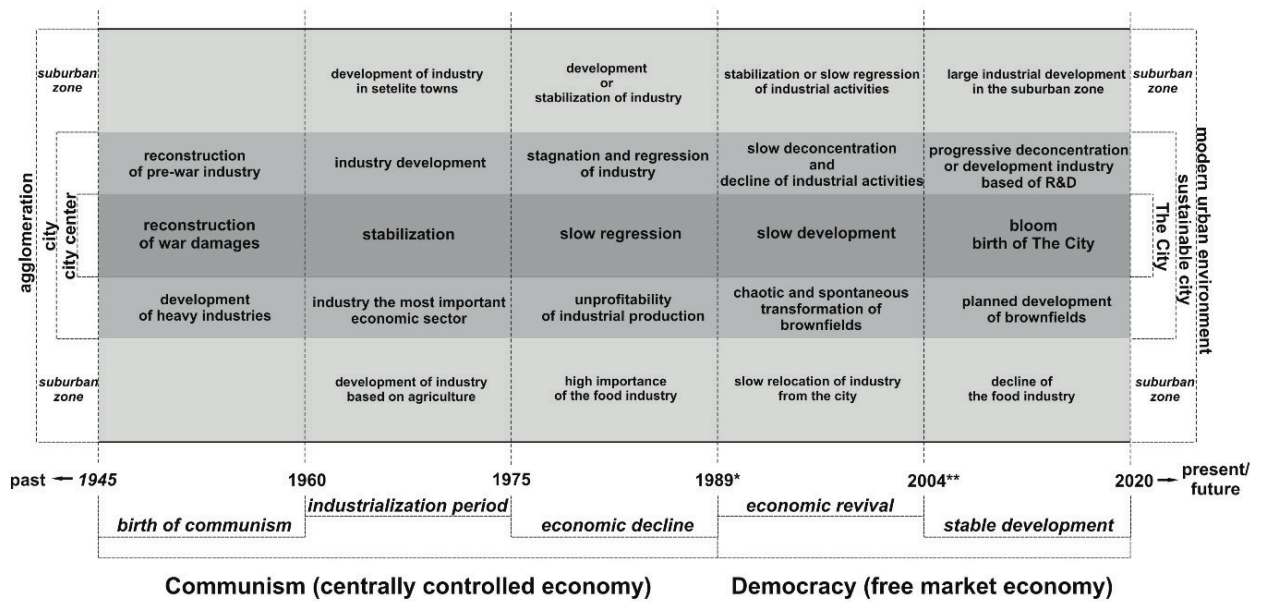 suburban
zone
development of industry
in setelite towns
development
or
stabilization of industry
stabilization or slow regression
of industrial activities
large industrial development
in the suburban zone
suburban
zone
agglomeration
city
city center
reconstruction
of pre-war industry
industry development
stagnation and regression
of industry
slow deconcentration
and
decline of industrial activities
progressive deconcentration
or development industry
based of R&D
reconstruction
of war damages
stabilization
slow regression
slow development
bloom
birth of The City
The City
sustainable city
modern urban environment
development
of heavy industries
industry the most important
economic sector
unprofitability
of industrial production
chaotic and spontaneous
transformation of
brownfields
planned development
of brownfields
suburban
zone
development of industry
based on agriculture
high importance
of the food industry
slow relocation of industry
from the city
decline of
the food industry
suburban
zone
past
1945
1960
1975
1989*
2004**
2020
present/
future
birth of communism
industrialization period
economic decline
economic revival
stable development
Communism (centrally controlled economy)
Democracy (free market economy)